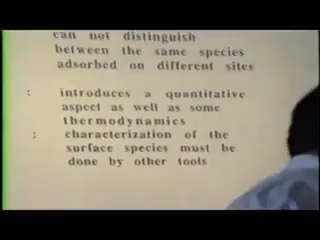 can not distinguish
between the same species
adsorbed on different sites
: introduces a quantitative
aspect as well as some
thermodynamics
: characterization of the
surface species must be
done by other tools